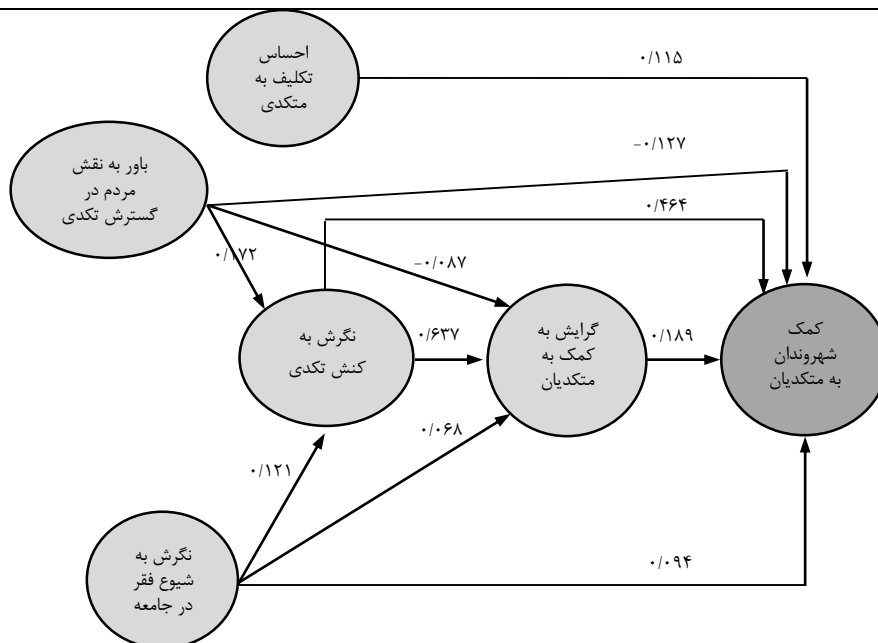 احساس
تکلیف به
متکدی
۰/۱۱۵
باور به نقش
مردم در
گسترش تکدی
−۰/۱۲۷
۰/۴۶۴
۰/۱۷۲
−۰/۰۸۷
نگرش به
کنش تکدی
۰/۶۳۷
گرایش به
کمک به
متکدیان
۰/۱۸۹
کمک
شهروندان
به متکدیان
۰/۰۶۸
۰/۱۲۱
نگرش به
شیوع فقر
در جامعه
۰/۰۹۴